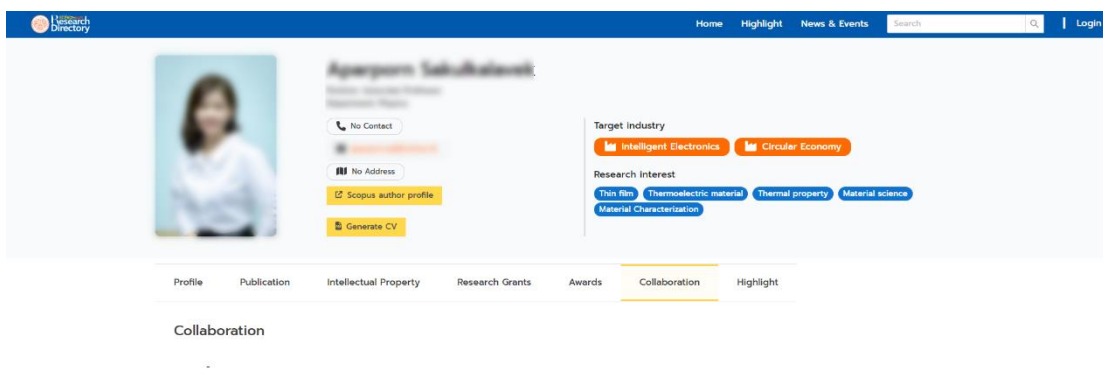 Research
Directory
Home Highlight News & Events Search Login
No Contact
No Address
Scopus author profile
Generate CV
Target industry
Intelligent Electronics Circular Economy
Research interest
Thin film Thermoelectric material Thermal property Material science
Material Characterization
Profile Publication Intellectual Property Research Grants Awards Collaboration Highlight
Collaboration